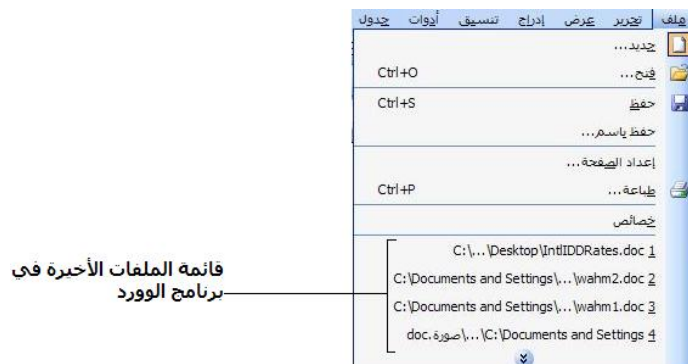 ملف تحرير عرض إدراج تنسيق أدوات جدول
جديد...
فتح... Ctrl+O
حفظ Ctrl+S
حفظ باسم...
إعداد الصفحة...
طباعة... Ctrl+P
خصائص
1 C:\...\Desktop\IntlIDDRates.doc
2 C:\Documents and Settings\...\wahm2.doc
3 C:\Documents and Settings\...\wahm1.doc
4 C:\Documents and Settings\...\صورة.doc
قائمة الملفات الأخيرة في
برنامج الوورد